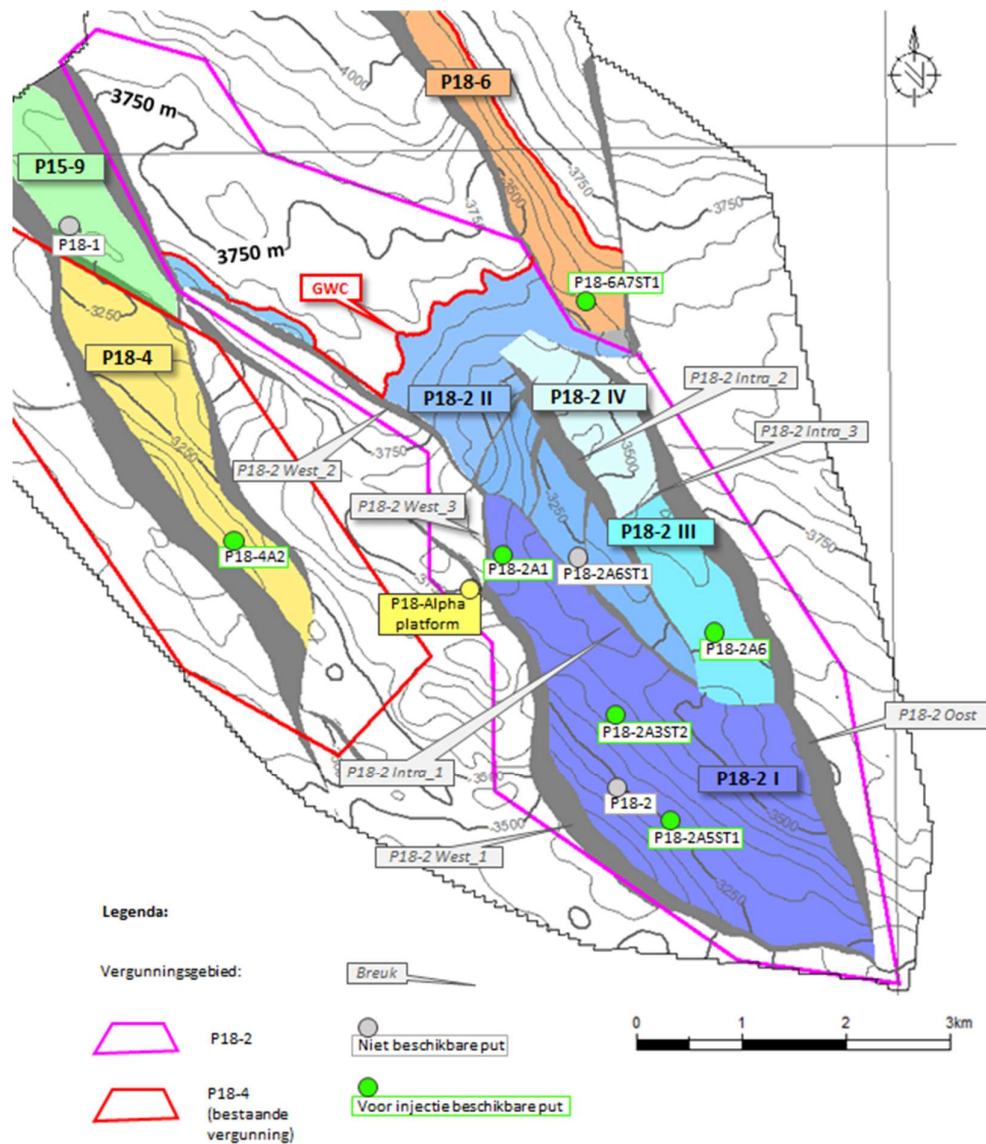 P18-6
4000
3750 m
P15-9
3500
-3750
-3750
375
P18-1
3750 m
GWC
P18-6A7ST1
-3250
P18-4
P18-2 II
P18-2 IV
P18-2 Intra_2
P18-2 Intra_3
-3250
-3750
P18-2 West_2
3500
P18-2 West_3
-3250
P18-2 III
-3750
P18-4A2
P18-2A1
P18-2A6ST1
P18-Alpha
platform
P18-2A6
P18-2A3ST2
P18-2 Oost
P18-2 Intra_1
P18-2 I
-3500
P18-2
-3500
-3500
P18-2A5ST1
P18-2 West_1
-3250
Legenda:
Vergunningsgebied:
Breuk
P18-2
Niet beschikbare put
0 1 2 3km
P18-4
(bestaande
vergunning)
Voor injectie beschikbare put